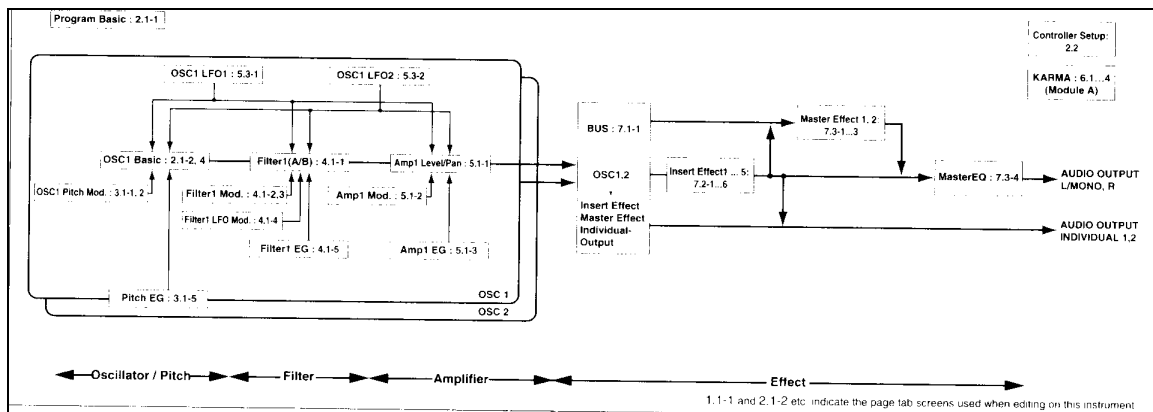 Program Basic : 2.1-1
Controller Setup:
2.2
KARMA : 6.1...4
(Module A)
OSC1 LFO1 : 5.3-1
OSC1 LFO2 : 5.3-2
OSC1 Basic : 2.1-2, 4
Filter1(A/B) : 4.1-1
Amp1 Level/Pan : 5.1-1
OSC1 Pitch Mod. : 3.1-1, 2
Filter1 Mod. : 4.1-2,3
Amp1 Mod. : 5.1-2
Filter1 LFO Mod. : 4.1-4
Filter1 EG : 4.1-5
Amp1 EG : 5.1-3
Pitch EG : 3.1-5
OSC 1
OSC 2
BUS : 7.1-1
OSC1,2
Insert Effect
Master Effect
Individual-
Output
Insert Effect1 ... 5:
7.2-1...6
Master Effect 1, 2:
7.3-1...3
MasterEQ : 7.3-4
AUDIO OUTPUT
L/MONO, R
AUDIO OUTPUT
INDIVIDUAL 1,2
Oscillator / Pitch
Filter
Amplifier
Effect
1.1-1 and 2.1-2 etc indicate the page tab screens used when editing on this instrument